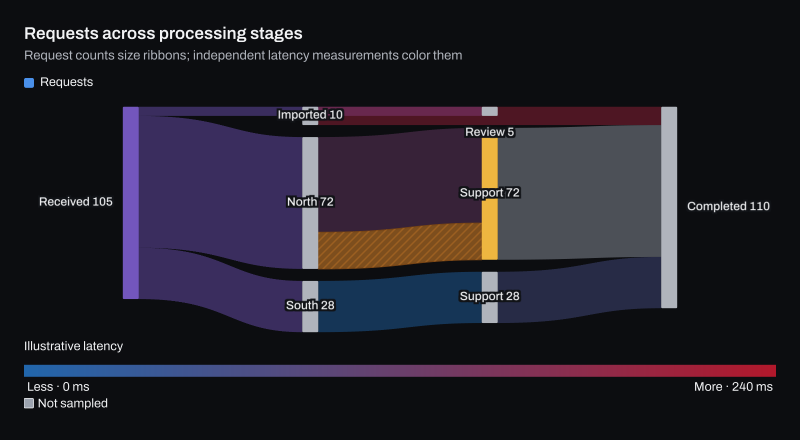 Requests across processing stages
Request counts size ribbons; independent latency measurements color them
Requests
Imported 10
Review 5
Support 72
Received 105
North 72
Completed 110
Support 28
South 28
Illustrative latency
Less · 0 ms
More · 240 ms
Not sampled